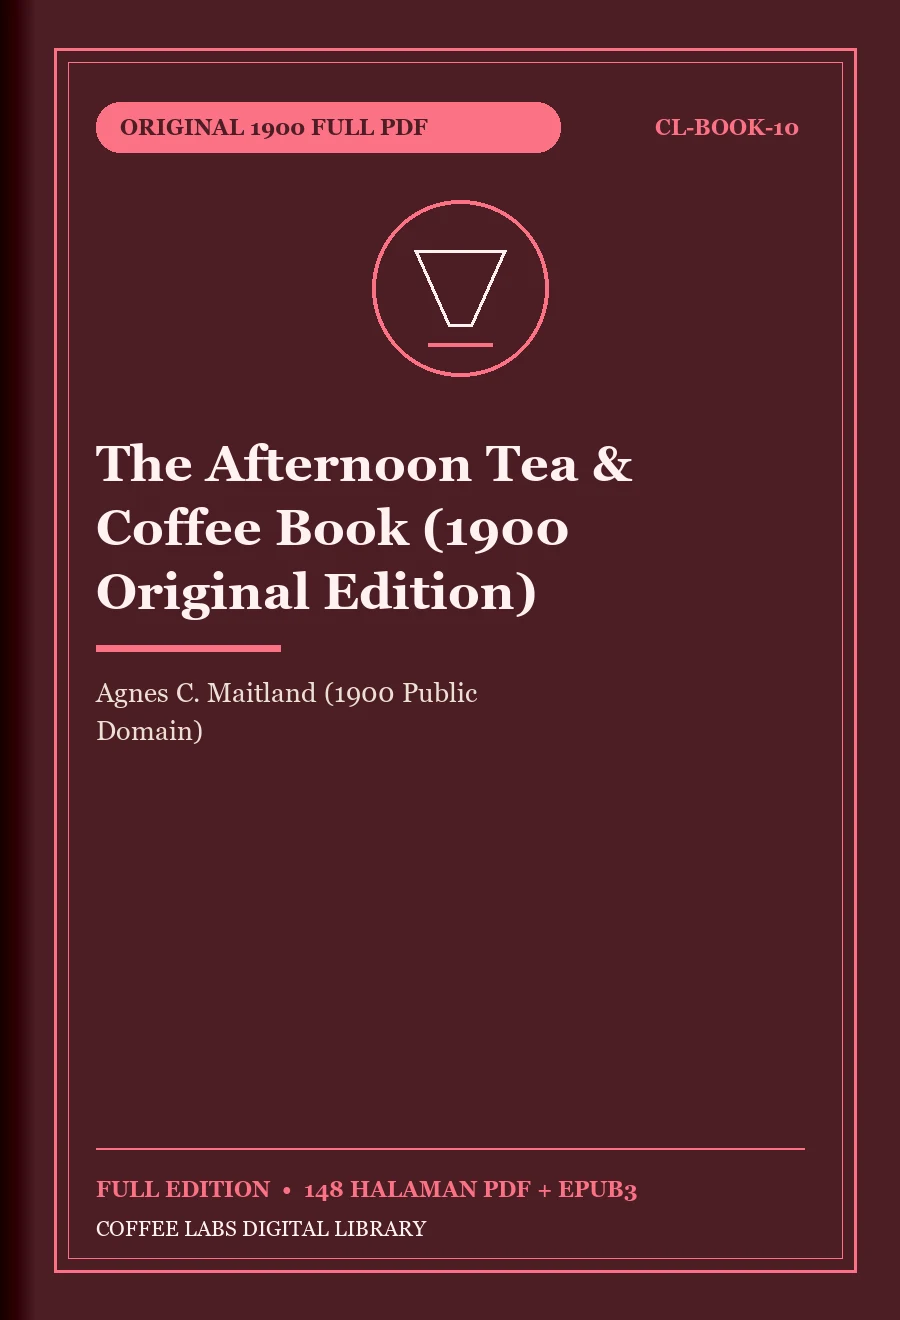 ORIGINAL 1900 FULL PDF
CL-BOOK-10
The Afternoon Tea &
Coffee Book (1900
Original Edition)
Agnes C. Maitland (1900 Public
Domain)
FULL EDITION • 148 HALAMAN PDF + EPUB3
COFFEE LABS DIGITAL LIBRARY